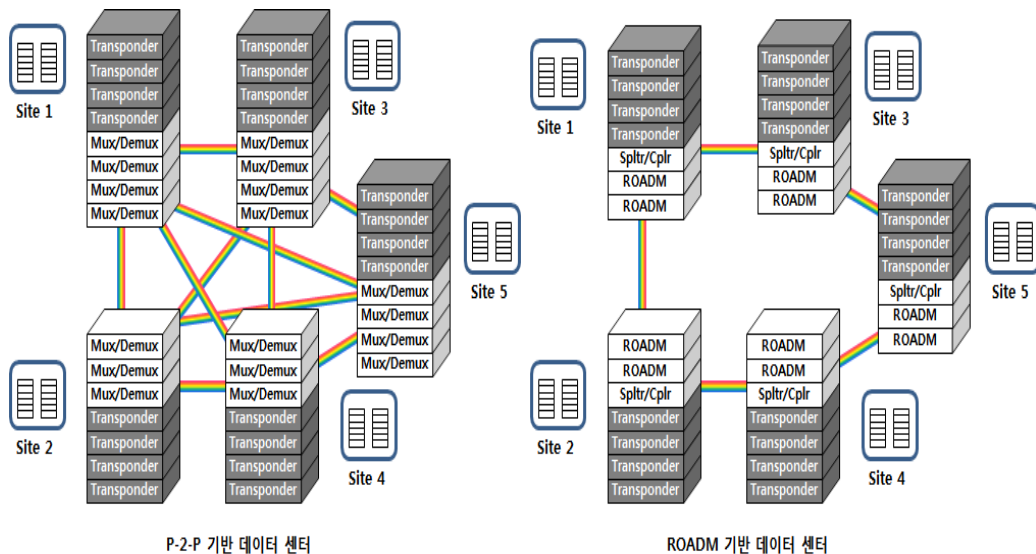 Transponder
Transponder
Transponder
Transponder
Mux/Demux
Mux/Demux
Mux/Demux
Mux/Demux
Site 1
Transponder
Transponder
Transponder
Transponder
Mux/Demux
Mux/Demux
Mux/Demux
Mux/Demux
Site 3
Transponder
Transponder
Transponder
Transponder
Mux/Demux
Mux/Demux
Mux/Demux
Mux/Demux
Site 5
Mux/Demux
Mux/Demux
Mux/Demux
Transponder
Transponder
Transponder
Transponder
Site 2
Mux/Demux
Mux/Demux
Mux/Demux
Transponder
Transponder
Transponder
Transponder
Site 4
P-2-P 기반 데이터 센터
Transponder
Transponder
Transponder
Transponder
Spltr/Cplr
ROADM
ROADM
Site 1
Transponder
Transponder
Transponder
Transponder
Spltr/Cplr
ROADM
ROADM
Site 3
Transponder
Transponder
Transponder
Transponder
Spltr/Cplr
ROADM
ROADM
Site 5
ROADM
ROADM
Spltr/Cplr
Transponder
Transponder
Transponder
Transponder
Site 2
ROADM
ROADM
Spltr/Cplr
Transponder
Transponder
Transponder
Transponder
Site 4
ROADM 기반 데이터 센터